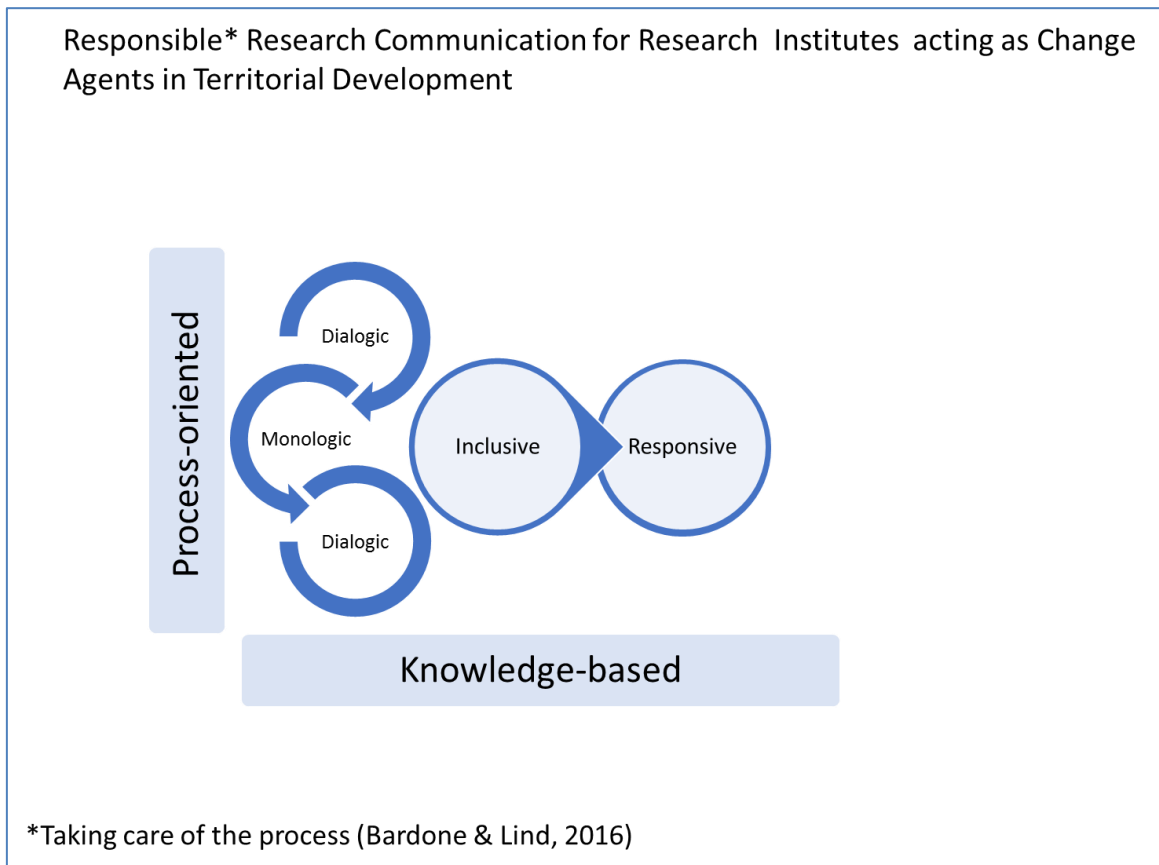 Responsible* Research Communication for Research Institutes acting as Change
Agents in Territorial Development
Process-oriented
Dialogic
Monologic
Dialogic
Inclusive
Responsive
Knowledge-based
*Taking care of the process (Bardone & Lind, 2016)